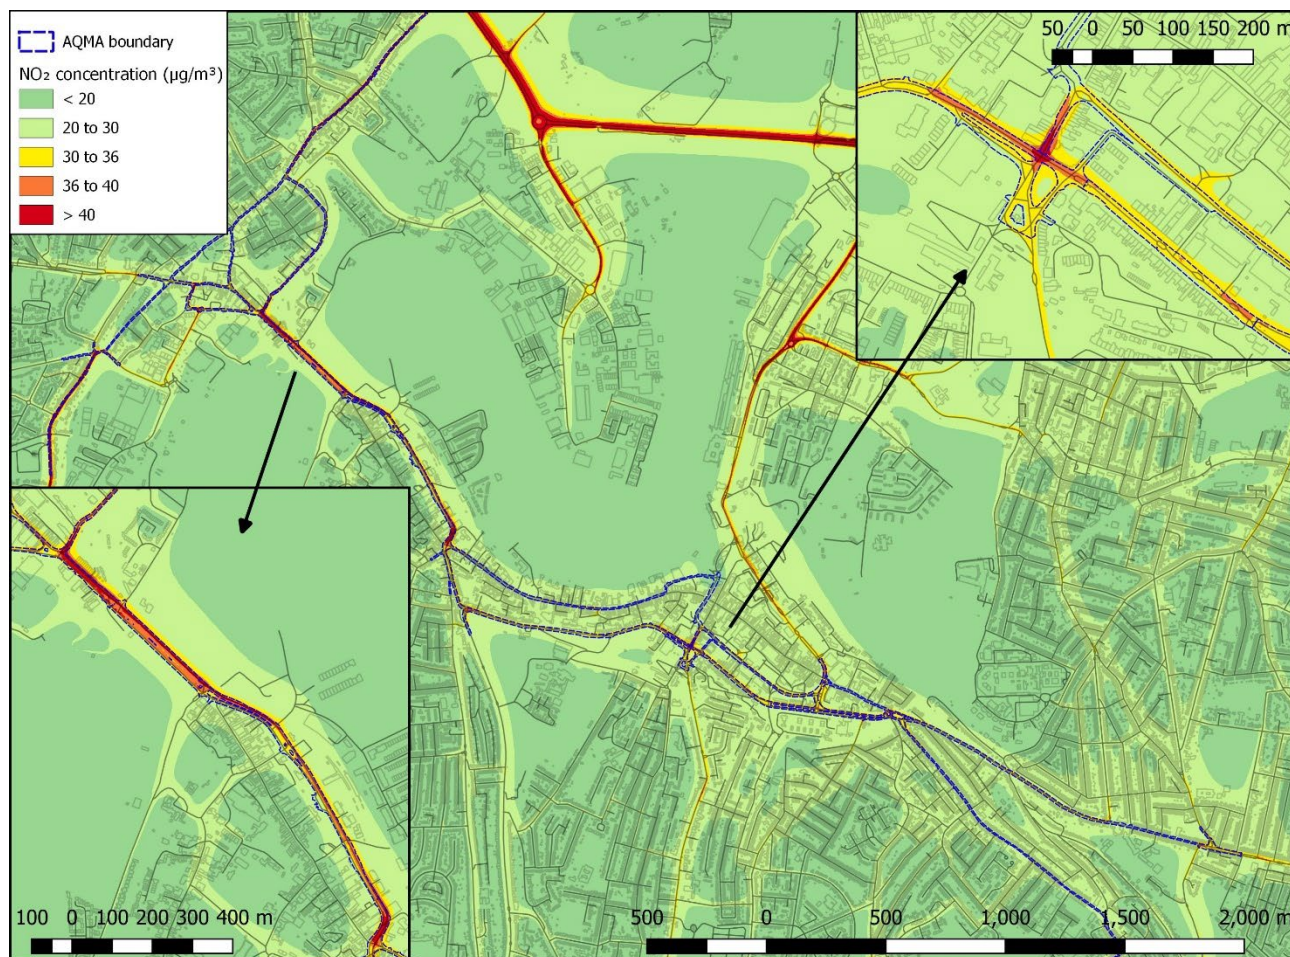 AQMA boundary
NO₂ concentration (µg/m³)
< 20
20 to 30
30 to 36
36 to 40
> 40
50 0 50 100 150 200 m
100 0 100 200 300 400 m
500 0 500 1,000 1,500 2,000 m